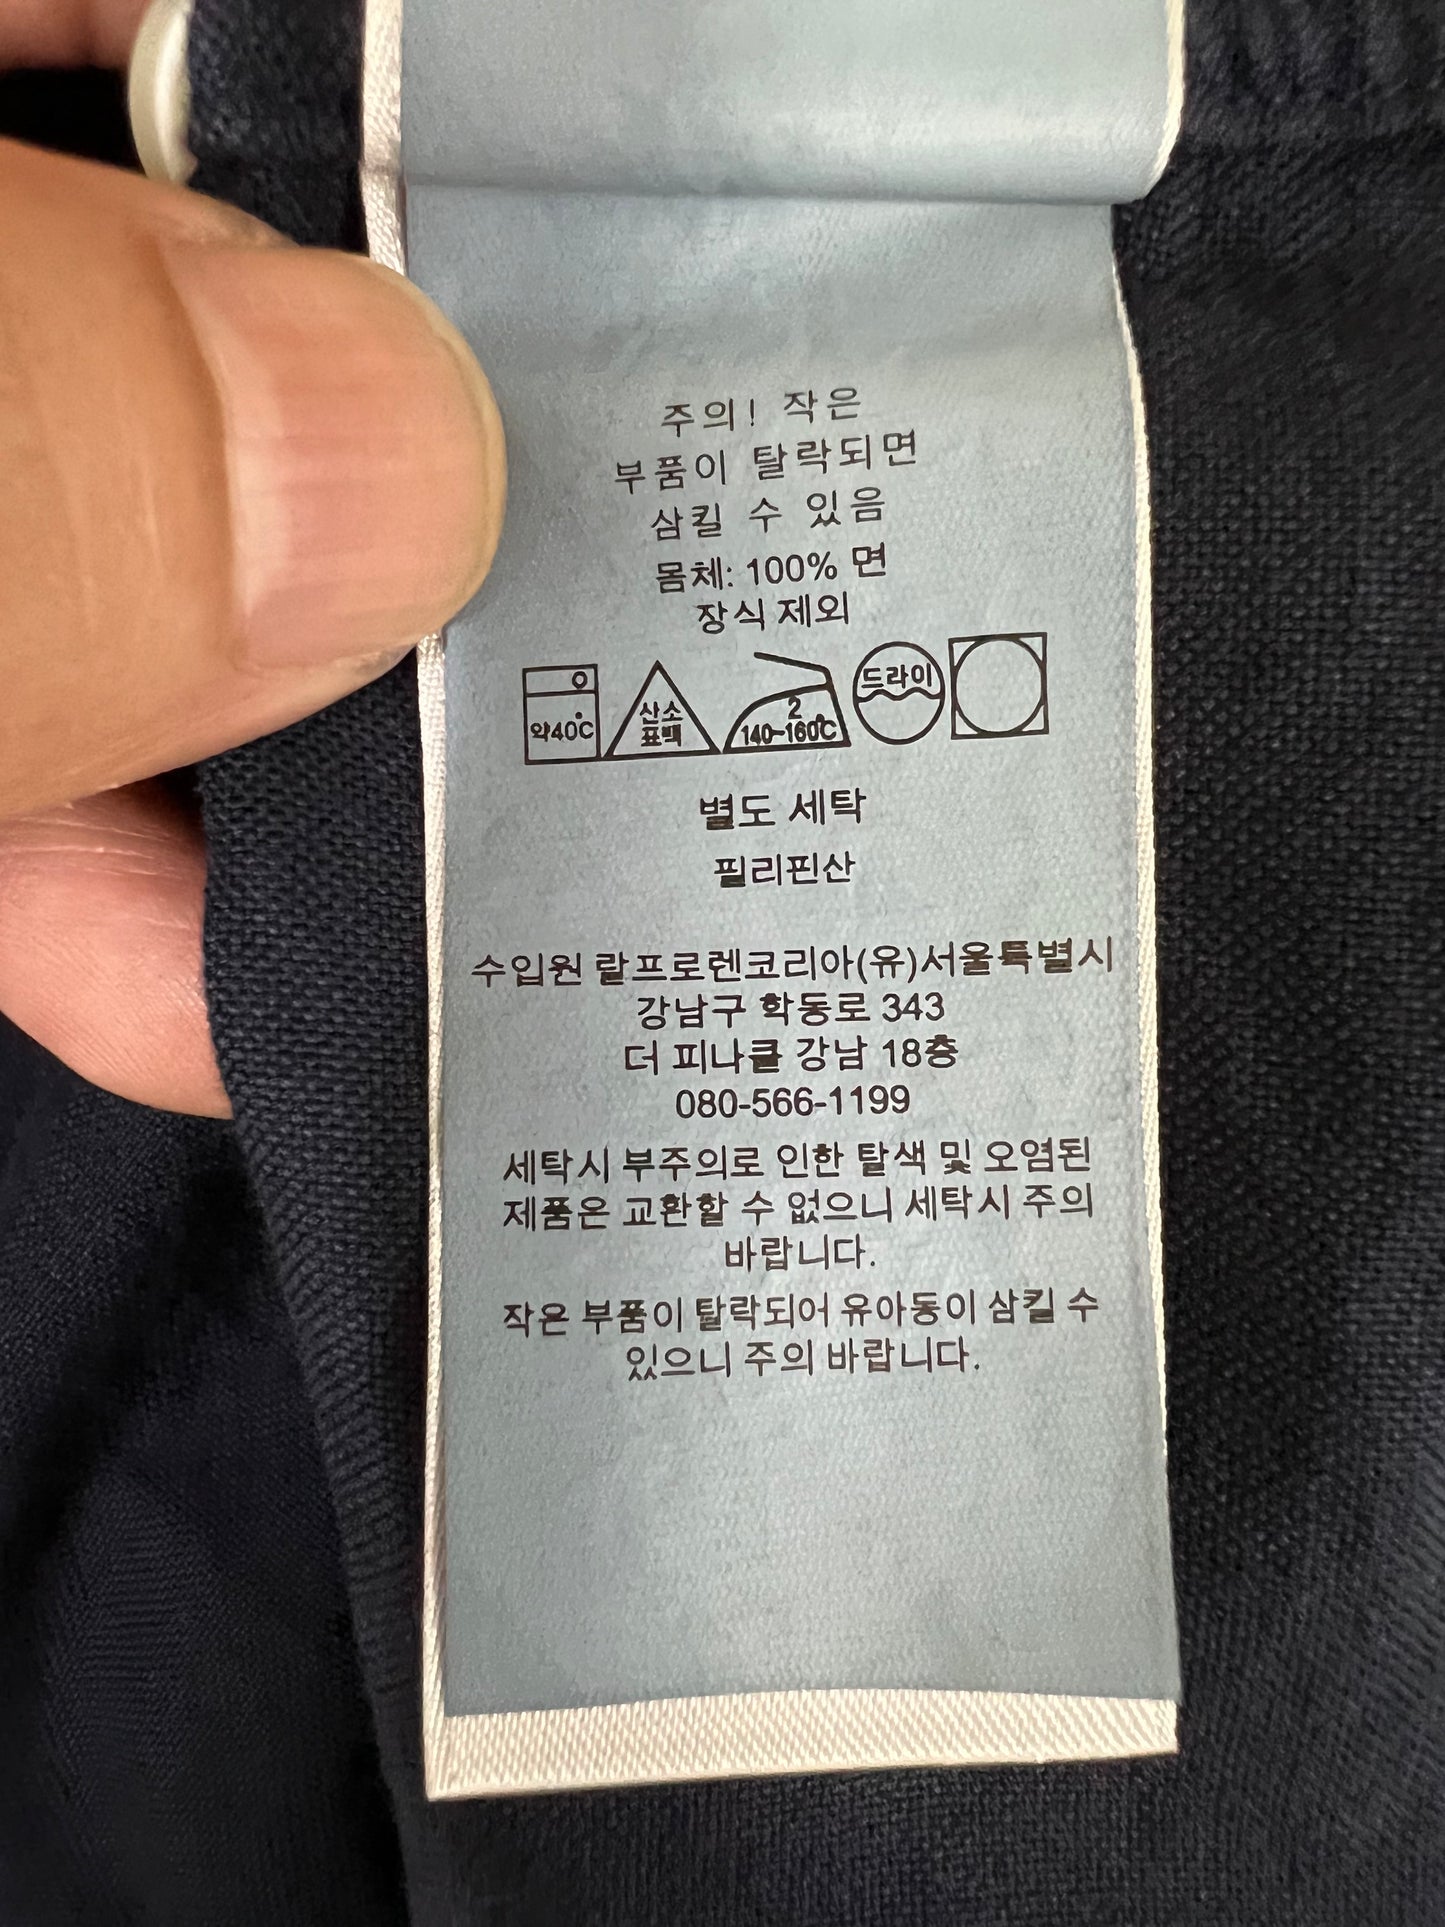 주의! 작은
부품이 탈락되면
삼킬 수 있음
몸체: 100% 면
장식 제외
약40℃ 산소 표백 2 140~160℃ 드라이
별도 세탁
필리핀산
수입원 랄프로렌코리아(유)서울특별시
강남구 학동로 343
더 피나클 강남 18층
080-566-1199
세탁시 부주의로 인한 탈색 및 오염된
제품은 교환할 수 없으니 세탁시 주의
바랍니다.
작은 부품이 탈락되어 유아동이 삼킬 수
있으니 주의 바랍니다.